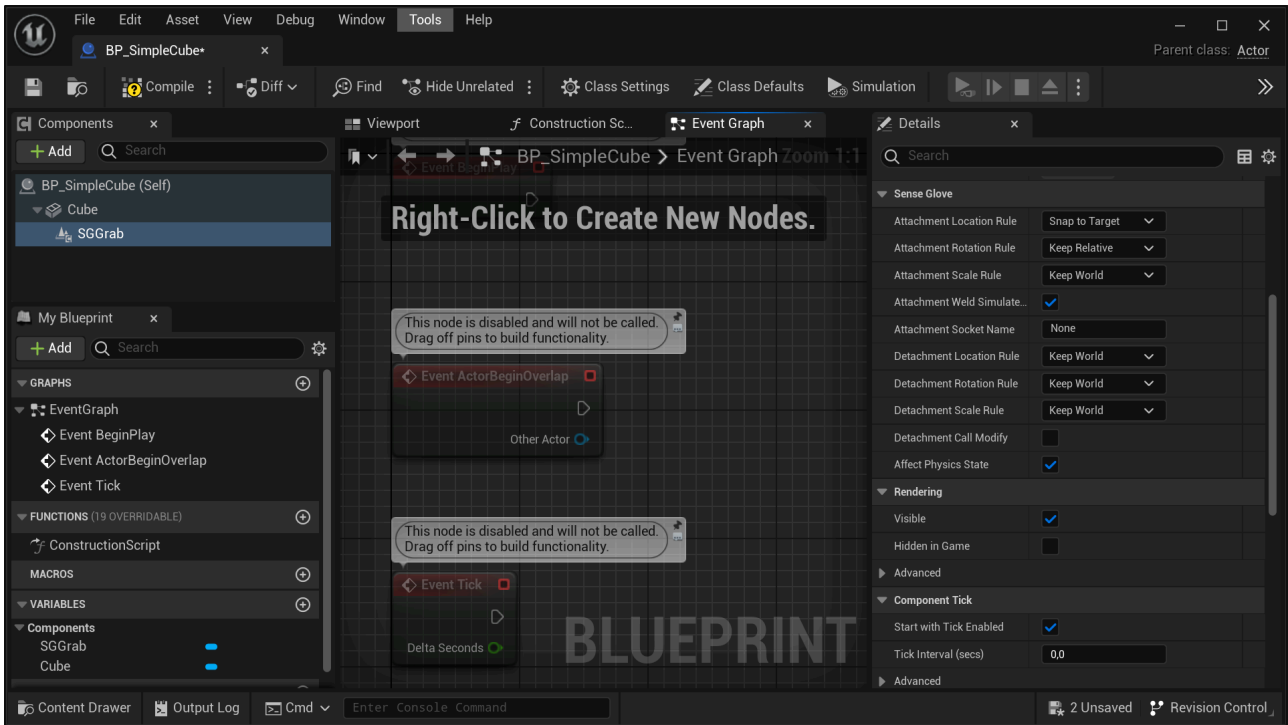 File Edit Asset View Debug Window Tools Help
BP_SimpleCube*
Parent class: Actor
Compile Diff Find Hide Unrelated Class Settings Class Defaults Simulation
Components
Add Search
BP_SimpleCube (Self)
Cube
SGGrab
My Blueprint
Add Search
GRAPHS
EventGraph
Event BeginPlay
Event ActorBeginOverlap
Event Tick
FUNCTIONS (19 OVERRIDABLE)
ConstructionScript
MACROS
VARIABLES
Components
SGGrab
Cube
Viewport Construction Sc... Event Graph
BP_SimpleCube > Event Graph Zoom 1:1
Event BeginPlay
Right-Click to Create New Nodes.
This node is disabled and will not be called.
Drag off pins to build functionality.
Event ActorBeginOverlap
Other Actor
This node is disabled and will not be called.
Drag off pins to build functionality.
Event Tick
Delta Seconds
BLUEPRINT
Details
Search
Sense Glove
Attachment Location Rule Snap to Target
Attachment Rotation Rule Keep Relative
Attachment Scale Rule Keep World
Attachment Weld Simulate...
Attachment Socket Name None
Detachment Location Rule Keep World
Detachment Rotation Rule Keep World
Detachment Scale Rule Keep World
Detachment Call Modify
Affect Physics State
Rendering
Visible
Hidden in Game
Advanced
Component Tick
Start with Tick Enabled
Tick Interval (secs) 0,0
Advanced
Content Drawer Output Log Cmd Enter Console Command 2 Unsaved Revision Control